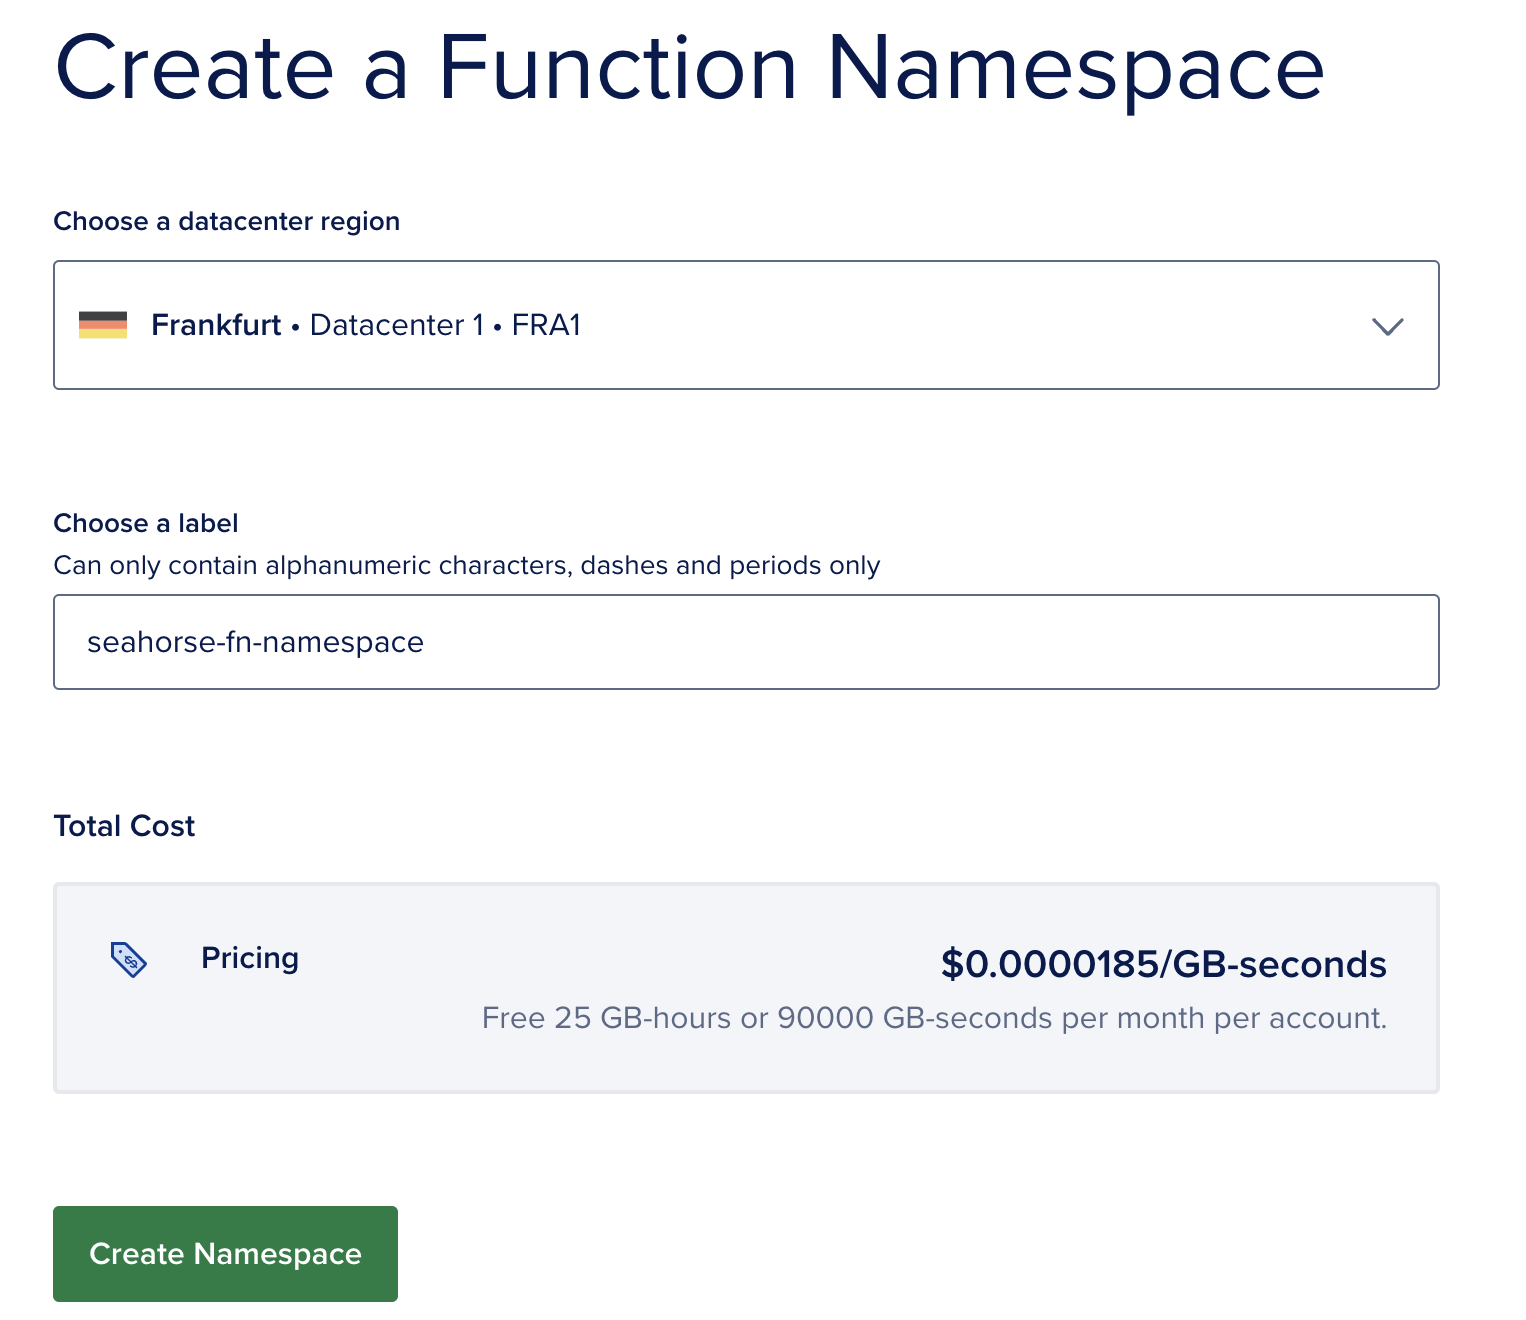 Create a Function Namespace
Choose a datacenter region
Frankfurt • Datacenter 1 • FRA1
Choose a label
Can only contain alphanumeric characters, dashes and periods only
seahorse-fn-namespace
Total Cost
Pricing
$0.0000185/GB-seconds
Free 25 GB-hours or 90000 GB-seconds per month per account.
Create Namespace